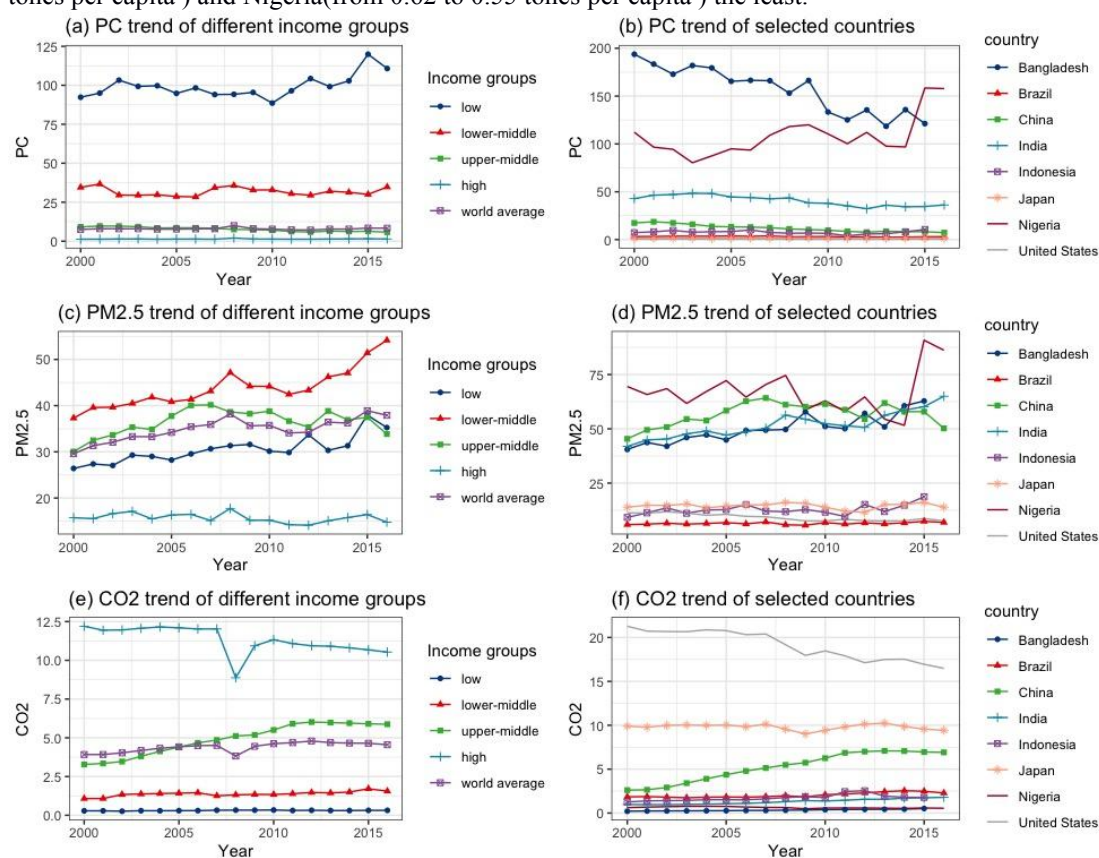 tones per capita ) and Nigeria(from 0.62 to 0.55 tones per capita ) the least.
(a) PC trend of different income groups
125
100
75
50
25
0
PC
2000 2005 2010 2015
Year
Income groups
low
lower-middle
upper-middle
high
world average
(b) PC trend of selected countries
200
150
100
50
0
PC
2000 2005 2010 2015
Year
country
Bangladesh
Brazil
China
India
Indonesia
Japan
Nigeria
United States
(c) PM2.5 trend of different income groups
50
40
30
20
PM2.5
2000 2005 2010 2015
Year
Income groups
low
lower-middle
upper-middle
high
world average
(d) PM2.5 trend of selected countries
75
50
25
PM2.5
2000 2005 2010 2015
Year
country
Bangladesh
Brazil
China
India
Indonesia
Japan
Nigeria
United States
(e) CO2 trend of different income groups
12.5
10.0
7.5
5.0
2.5
0.0
CO2
2000 2005 2010 2015
Year
Income groups
low
lower-middle
upper-middle
high
world average
(f) CO2 trend of selected countries
20
15
10
5
0
CO2
2000 2005 2010 2015
Year
country
Bangladesh
Brazil
China
India
Indonesia
Japan
Nigeria
United States